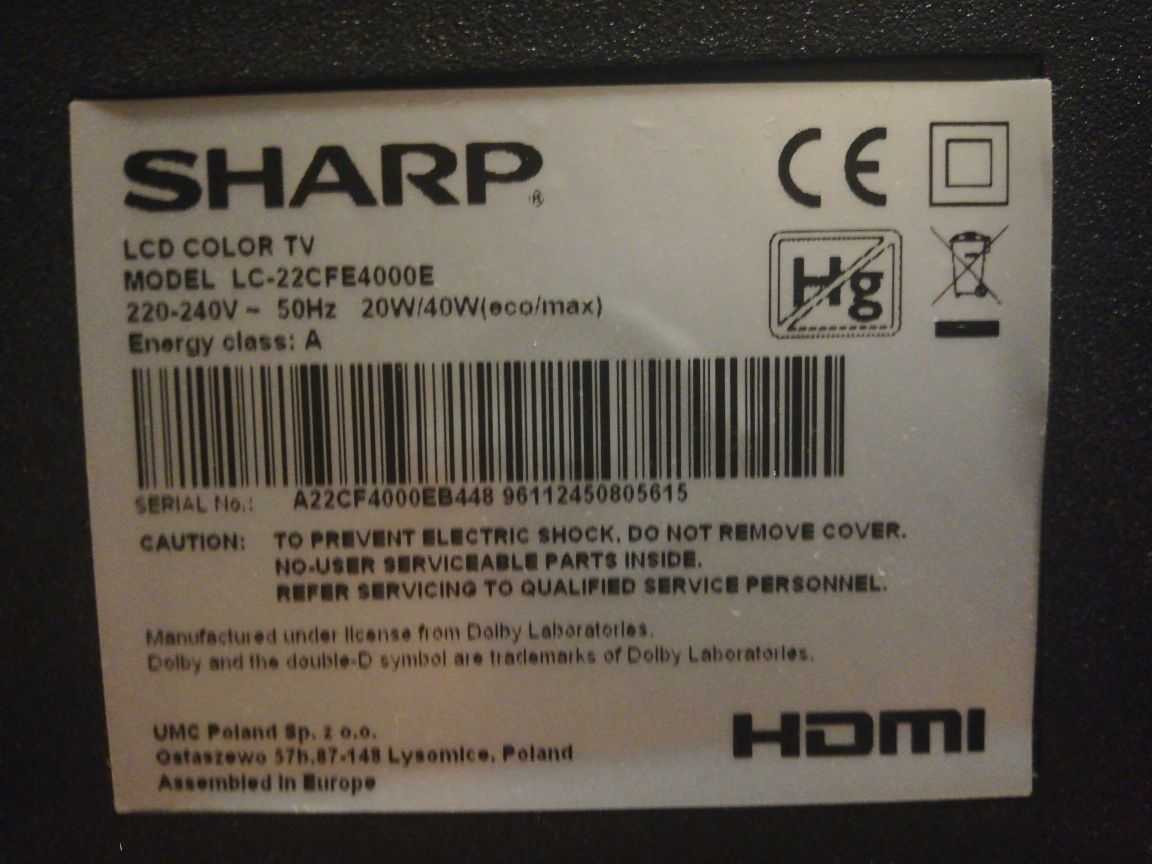 SHARP®
CE
LCD COLOR TV
MODEL LC-22CFE4000E
220-240V ~ 50Hz 20W/40W(eco/max)
Energy class: A
Hg
SERIAL No.: A22CF4000EB448 96112450805615
CAUTION: TO PREVENT ELECTRIC SHOCK, DO NOT REMOVE COVER.
NO-USER SERVICEABLE PARTS INSIDE.
REFER SERVICING TO QUALIFIED SERVICE PERSONNEL.
Manufactured under license from Dolby Laboratories.
Dolby and the double-D symbol are trademarks of Dolby Laboratories.
UMC Poland Sp. z o.o.
Ostaszewo 57b,87-148 Lysomice, Poland
Assembled in Europe
HDMI